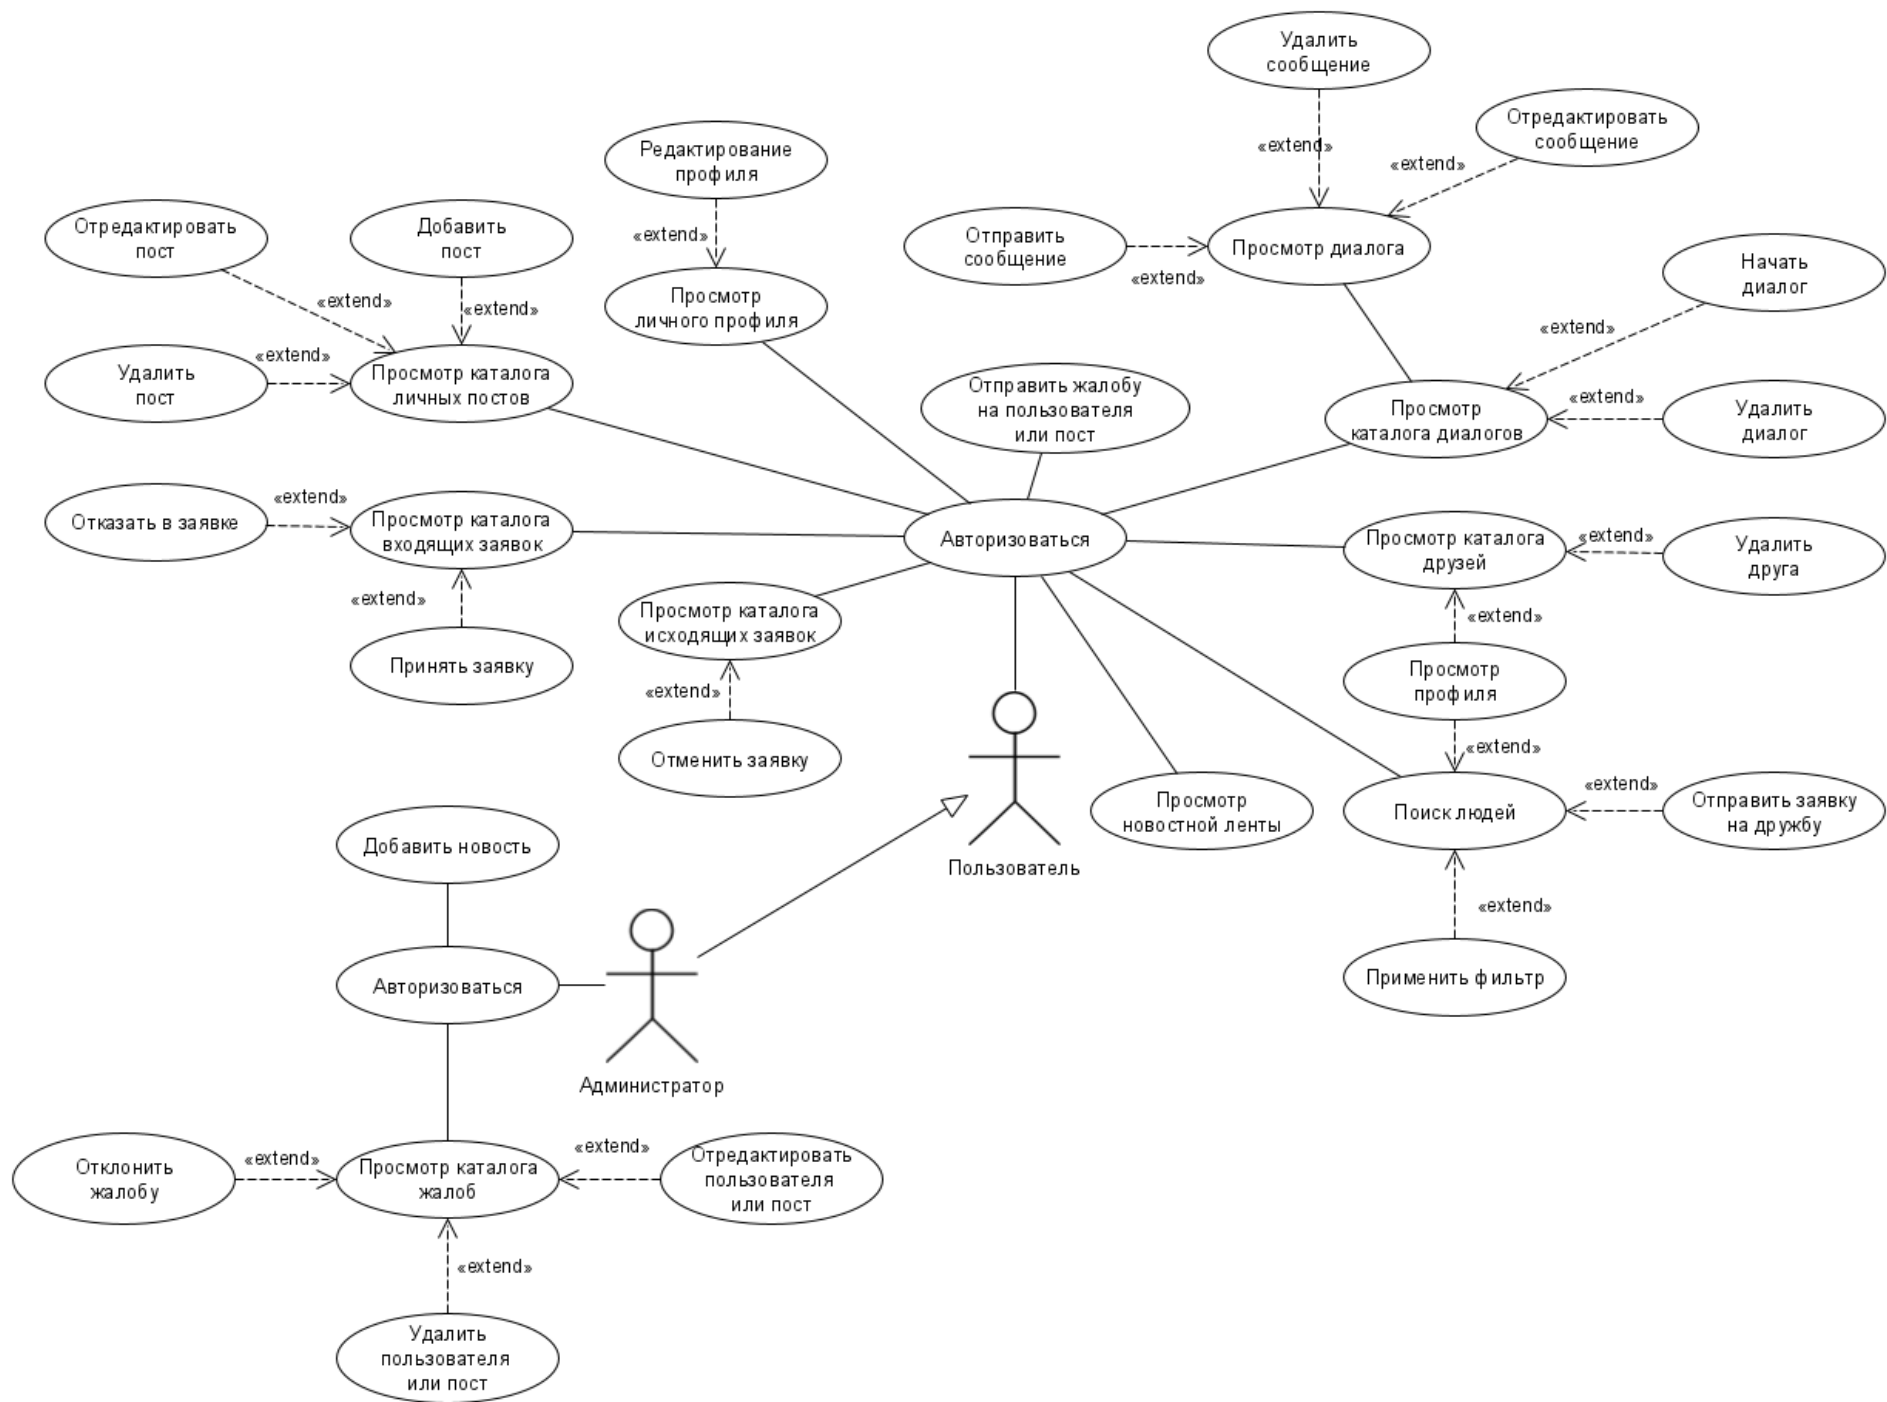 Удалить
сообщение
«extend»
Отредактировать
сообщение
«extend»
Редактирование
профиля
«extend»
Отредактировать
пост
«extend»
Добавить
пост
«extend»
Отправить
сообщение
«extend»
Просмотр диалога
Начать
диалог
«extend»
Просмотр
личного профиля
Удалить
пост
«extend»
Просмотр каталога
личных постов
Отправить жалобу
на пользователя
или пост
Просмотр
каталога диалогов
«extend»
Удалить
диалог
Отказать в заявке
«extend»
Просмотр каталога
входящих заявок
Авторизоваться
Просмотр каталога
друзей
«extend»
Удалить
друга
«extend»
Принять заявку
Просмотр каталога
исходящих заявок
«extend»
Отменить заявку
«extend»
Просмотр
профиля
«extend»
Пользователь
Просмотр
новостной ленты
Поиск людей
«extend»
Отправить заявку
на дружбу
«extend»
Применить фильтр
Добавить новость
Авторизоваться
Администратор
Отклонить
жалобу
«extend»
Просмотр каталога
жалоб
«extend»
Отредактировать
пользователя
или пост
«extend»
Удалить
пользователя
или пост